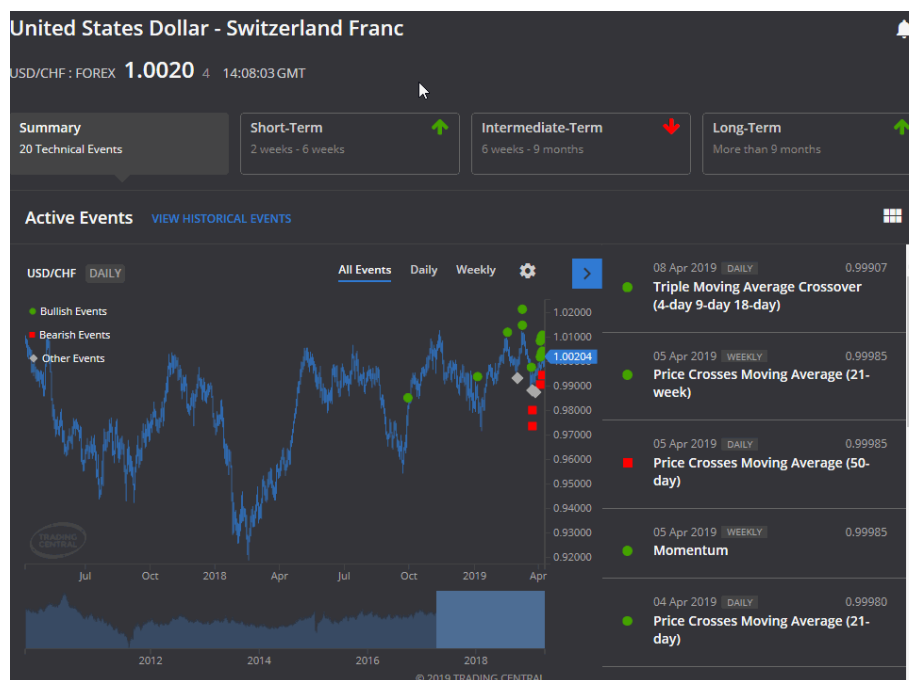 United States Dollar - Switzerland Franc
USD/CHF : FOREX 1.0020 4 14:08:03 GMT
Summary
20 Technical Events
Short-Term
2 weeks - 6 weeks
Intermediate-Term
6 weeks - 9 months
Long-Term
More than 9 months
Active Events VIEW HISTORICAL EVENTS
USD/CHF DAILY
All Events Daily Weekly
Bullish Events
Bearish Events
Other Events
1.02000
1.01000
1.00204
0.99000
0.98000
0.97000
0.96000
0.95000
0.94000
0.93000
0.92000
TRADING
CENTRAL
Jul Oct 2018 Apr Jul Oct 2019 Apr
2012 2014 2016 2018
© 2019 TRADING CENTRAL
08 Apr 2019 DAILY 0.99907
Triple Moving Average Crossover
(4-day 9-day 18-day)
05 Apr 2019 WEEKLY 0.99985
Price Crosses Moving Average (21-
week)
05 Apr 2019 DAILY 0.99985
Price Crosses Moving Average (50-
day)
05 Apr 2019 WEEKLY 0.99985
Momentum
04 Apr 2019 DAILY 0.99980
Price Crosses Moving Average (21-
day)